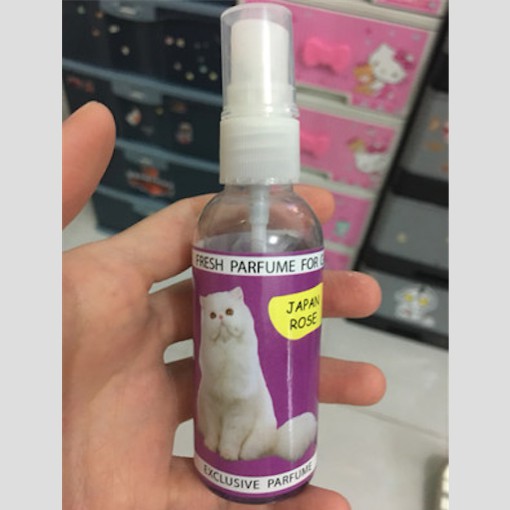 FRESH PARFUME FOR
JAPAN
ROSE
EXCLUSIVE PARFUME